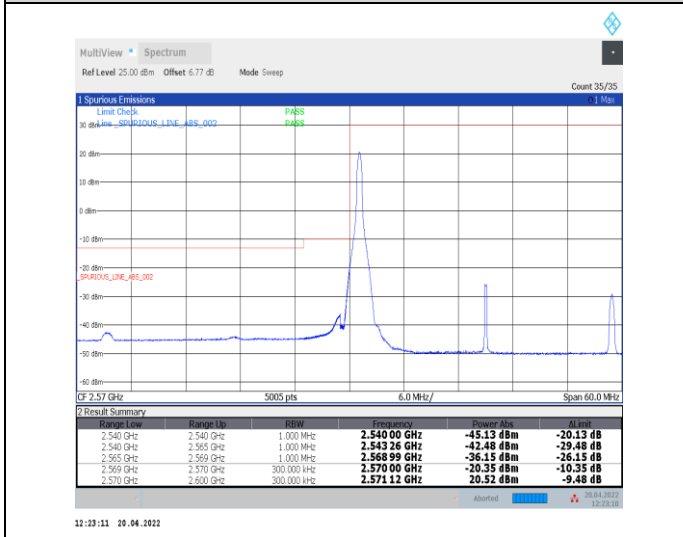 MultiView Spectrum
Ref Level 25.00 dBm Offset 6.77 dB Mode Sweep
Count 35/35
1 Spurious Emissions 1 Max
Limit Check PASS
30 dBm Line _SPURIOUS_LINE_ABS_002 PASS
20 dBm
10 dBm
0 dBm
-10 dBm
-20 dBm
_SPURIOUS_LINE_ABS_002
-30 dBm
-40 dBm
-50 dBm
-60 dBm
CF 2.57 GHz 5005 pts 6.0 MHz/ Span 60.0 MHz
2 Result Summary
Range Low Range Up RBW Frequency Power Abs ΔLimit
2.540 GHz 2.540 GHz 1.000 MHz 2.540 00 GHz -45.13 dBm -20.13 dB
2.540 GHz 2.565 GHz 1.000 MHz 2.543 26 GHz -42.48 dBm -29.48 dB
2.565 GHz 2.569 GHz 1.000 MHz 2.568 99 GHz -36.15 dBm -26.15 dB
2.569 GHz 2.570 GHz 300.000 kHz 2.570 00 GHz -20.35 dBm -10.35 dB
2.570 GHz 2.600 GHz 300.000 kHz 2.571 12 GHz 20.52 dBm -9.48 dB
Aborted 20.04.2022
12:23:10
12:23:11 20.04.2022